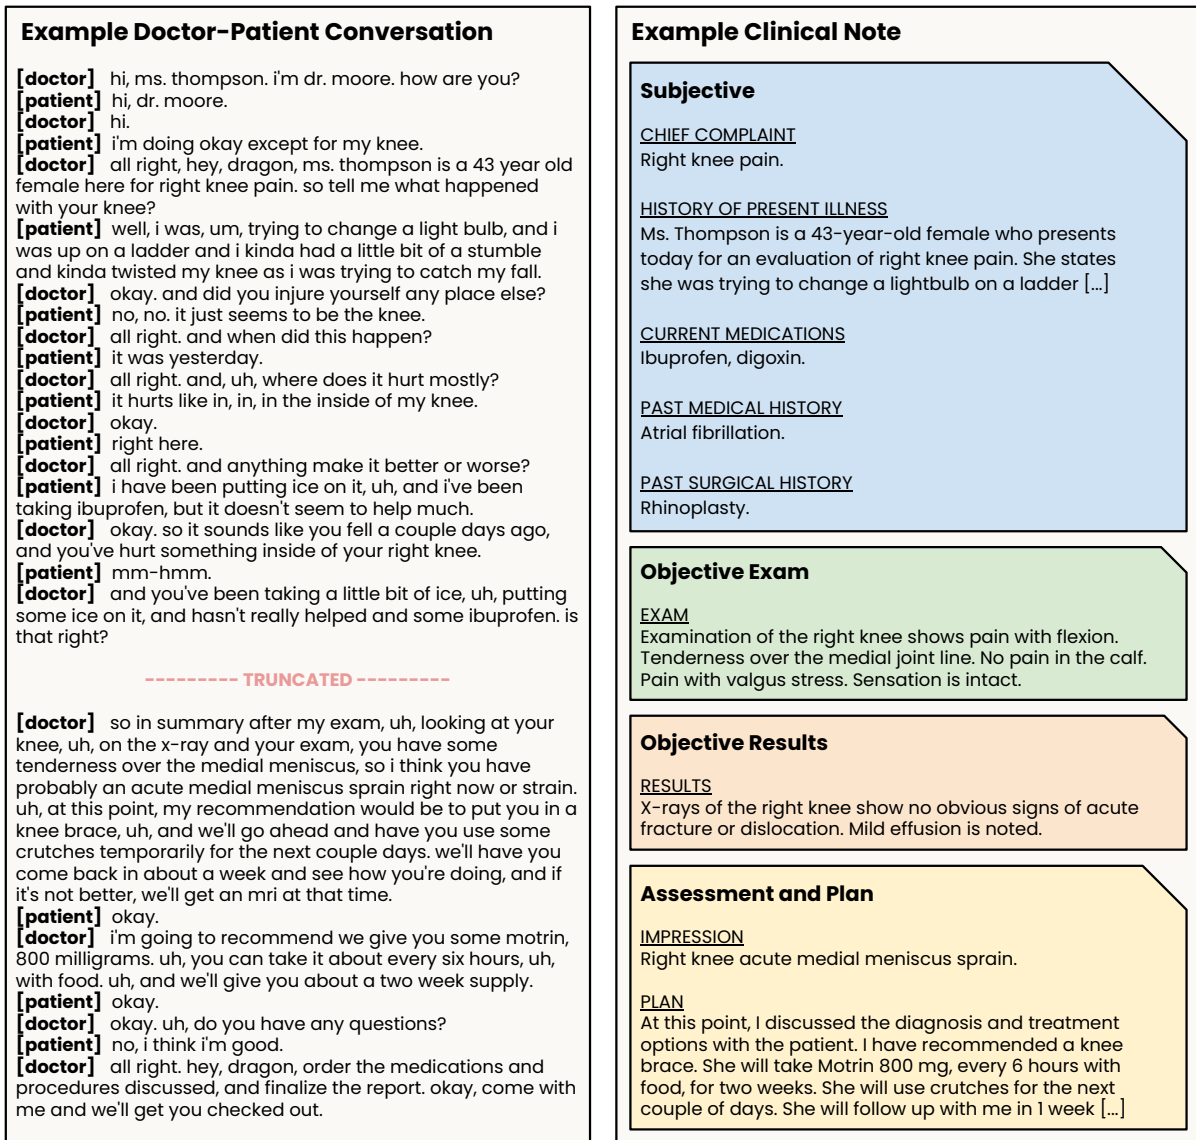 Example Doctor-Patient Conversation
[doctor] hi, ms. thompson. i'm dr. moore. how are you?
[patient] hi, dr. moore.
[doctor] hi.
[patient] i'm doing okay except for my knee.
[doctor] all right, hey, dragon, ms. thompson is a 43 year old
female here for right knee pain. so tell me what happened
with your knee?
[patient] well, i was, um, trying to change a light bulb, and i
was up on a ladder and i kinda had a little bit of a stumble
and kinda twisted my knee as i was trying to catch my fall.
[doctor] okay. and did you injure yourself any place else?
[patient] no, no. it just seems to be the knee.
[doctor] all right. and when did this happen?
[patient] it was yesterday.
[doctor] all right. and, uh, where does it hurt mostly?
[patient] it hurts like in, in, in the inside of my knee.
[doctor] okay.
[patient] right here.
[doctor] all right. and anything make it better or worse?
[patient] i have been putting ice on it, uh, and i've been
taking ibuprofen, but it doesn't seem to help much.
[doctor] okay. so it sounds like you fell a couple days ago,
and you've hurt something inside of your right knee.
[patient] mm-hmm.
[doctor] and you've been taking a little bit of ice, uh, putting
some ice on it, and hasn't really helped and some ibuprofen. is
that right?
--------- TRUNCATED ---------
[doctor] so in summary after my exam, uh, looking at your
knee, uh, on the x-ray and your exam, you have some
tenderness over the medial meniscus, so i think you have
probably an acute medial meniscus sprain right now or strain.
uh, at this point, my recommendation would be to put you in a
knee brace, uh, and we'll go ahead and have you use some
crutches temporarily for the next couple days. we'll have you
come back in about a week and see how you're doing, and if
it's not better, we'll get an mri at that time.
[patient] okay.
[doctor] i'm going to recommend we give you some motrin,
800 milligrams. uh, you can take it about every six hours, uh,
with food. uh, and we'll give you about a two week supply.
[patient] okay.
[doctor] okay. uh, do you have any questions?
[patient] no, i think i'm good.
[doctor] all right. hey, dragon, order the medications and
procedures discussed, and finalize the report. okay, come with
me and we'll get you checked out.
Example Clinical Note
Subjective
CHIEF COMPLAINT
Right knee pain.
HISTORY OF PRESENT ILLNESS
Ms. Thompson is a 43-year-old female who presents
today for an evaluation of right knee pain. She states
she was trying to change a lightbulb on a ladder [...]
CURRENT MEDICATIONS
Ibuprofen, digoxin.
PAST MEDICAL HISTORY
Atrial fibrillation.
PAST SURGICAL HISTORY
Rhinoplasty.
Objective Exam
EXAM
Examination of the right knee shows pain with flexion.
Tenderness over the medial joint line. No pain in the calf.
Pain with valgus stress. Sensation is intact.
Objective Results
RESULTS
X-rays of the right knee show no obvious signs of acute
fracture or dislocation. Mild effusion is noted.
Assessment and Plan
IMPRESSION
Right knee acute medial meniscus sprain.
PLAN
At this point, I discussed the diagnosis and treatment
options with the patient. I have recommended a knee
brace. She will take Motrin 800 mg, every 6 hours with
food, for two weeks. She will use crutches for the next
couple of days. She will follow up with me in 1 week [...]